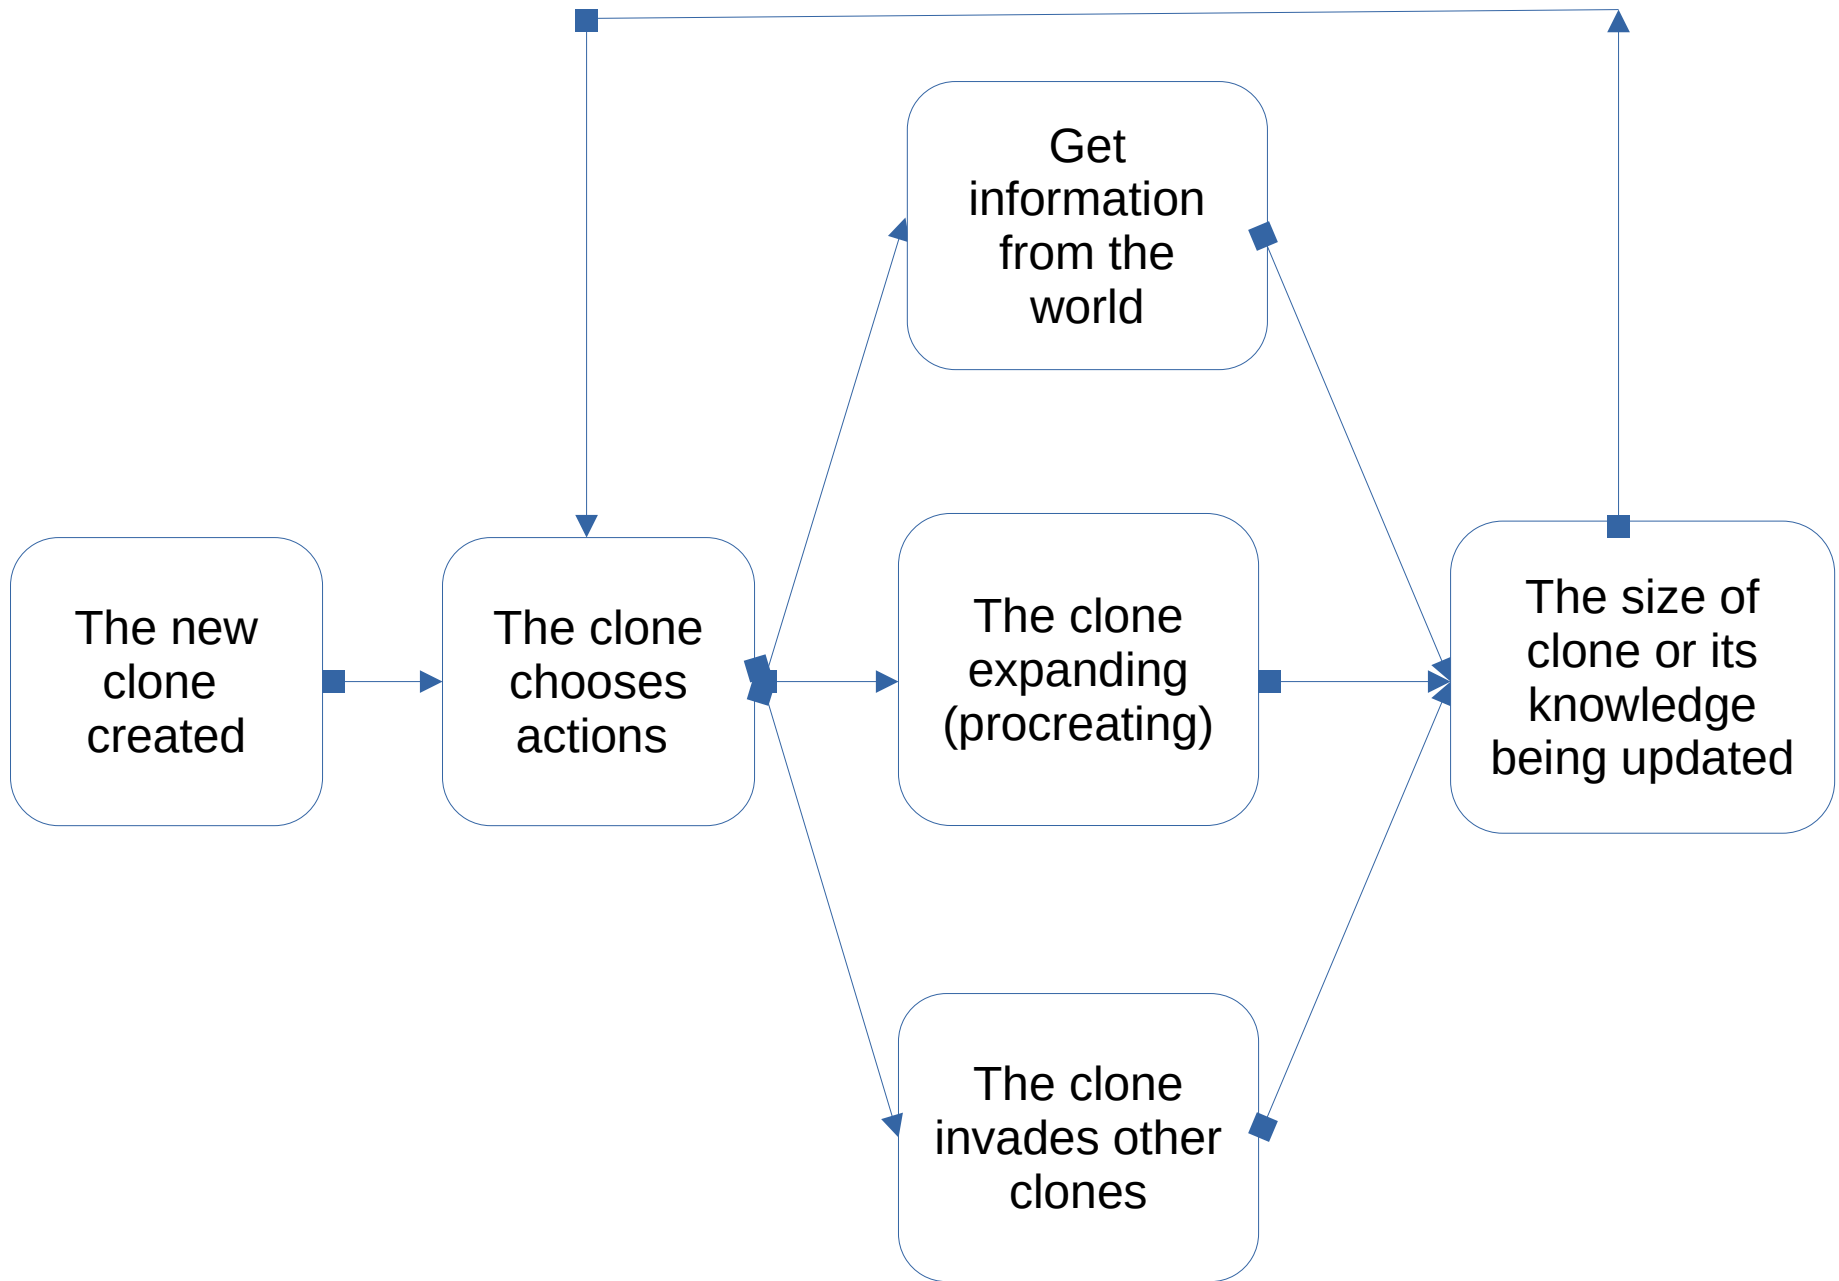 The new
clone
created
The clone
chooses
actions
Get
information
from the
world
The clone
expanding
(procreating)
The clone
invades other
clones
The size of
clone or its
knowledge
being updated